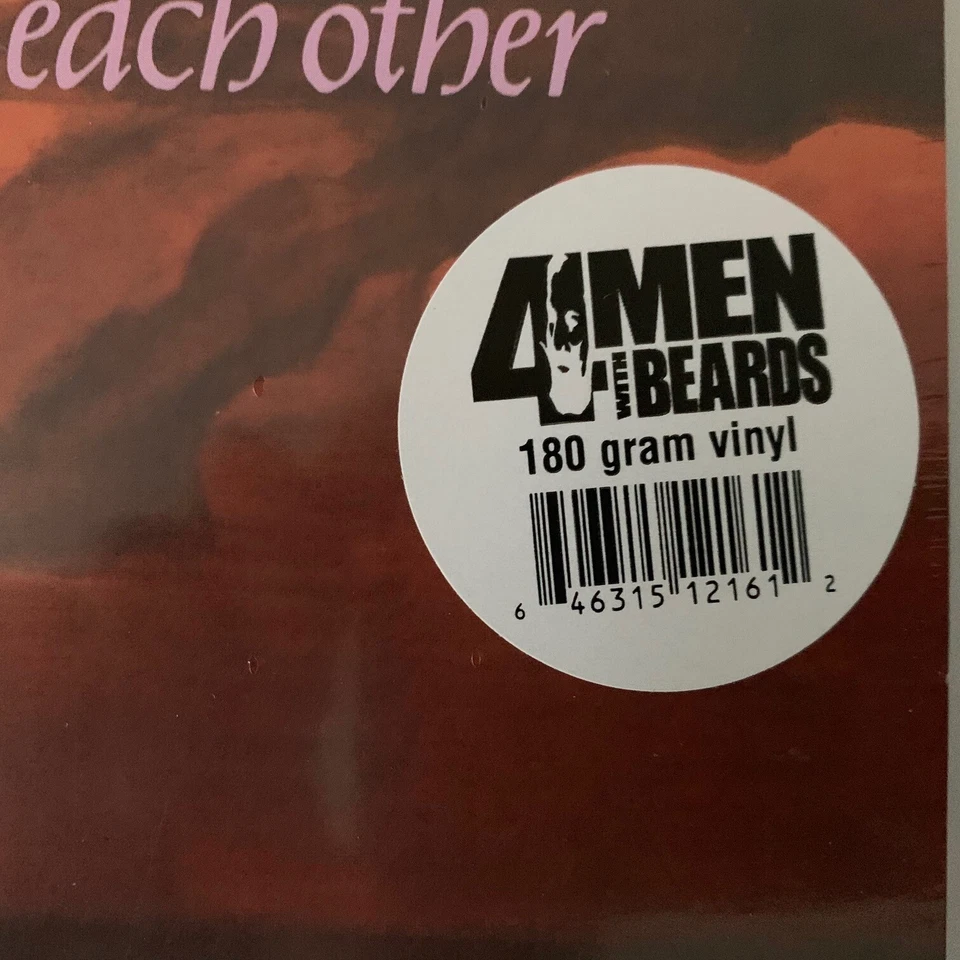 each other
4 MEN
WITH BEARDS
180 gram vinyl
6 46315 12161 2